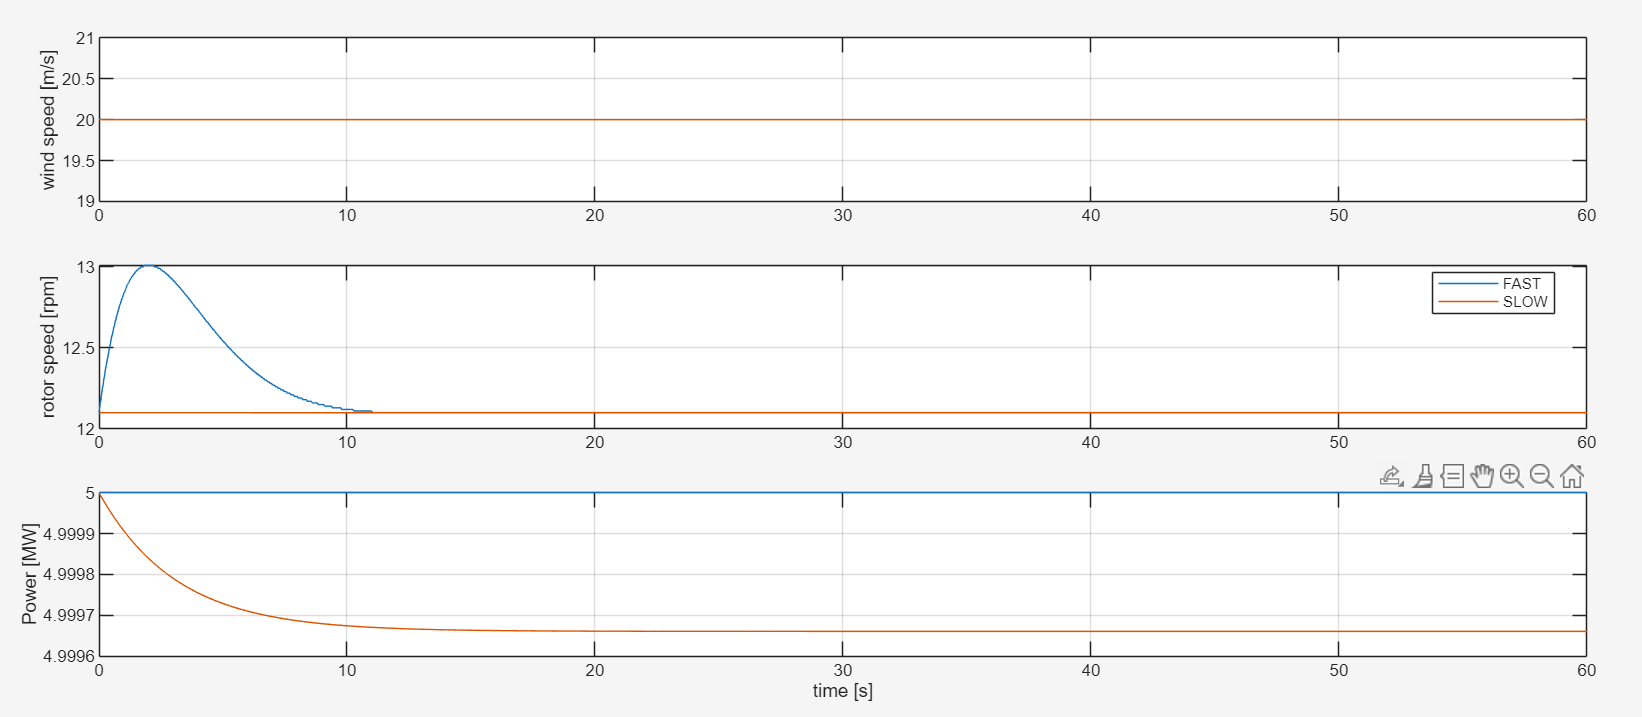 wind speed [m/s]
21
20.5
20
19.5
19
0 10 20 30 40 50 60
rotor speed [rpm]
13
12.5
12
FAST
SLOW
0 10 20 30 40 50 60
Power [MW]
5
4.9999
4.9998
4.9997
4.9996
0 10 20 30 40 50 60
time [s]